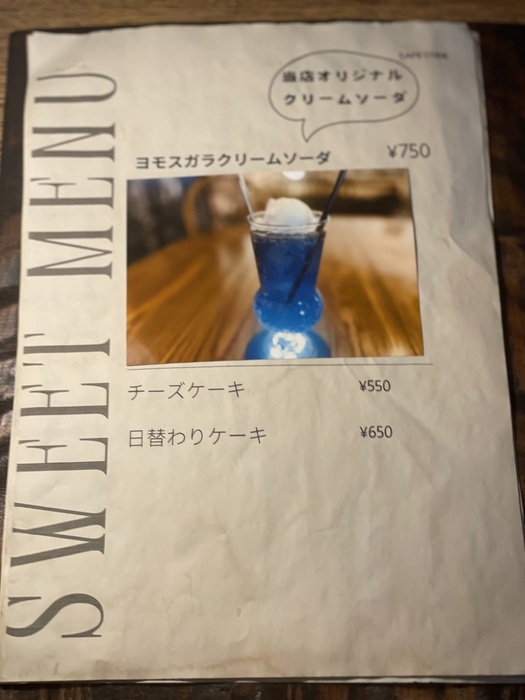 SWEET MENU
当店オリジナル
クリームソーダ
ヨモスガラクリームソーダ ¥750
チーズケーキ ¥550
日替わりケーキ ¥650